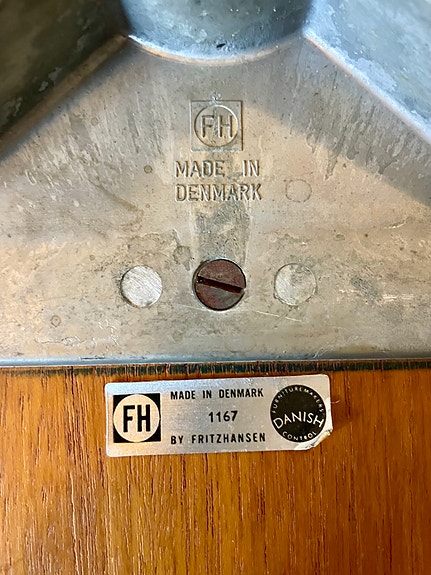 FH
MADE IN
DENMARK
FH
MADE IN DENMARK
1167
BY FRITZHANSEN
FURNITUREMAKERS
DANISH
CONTROL